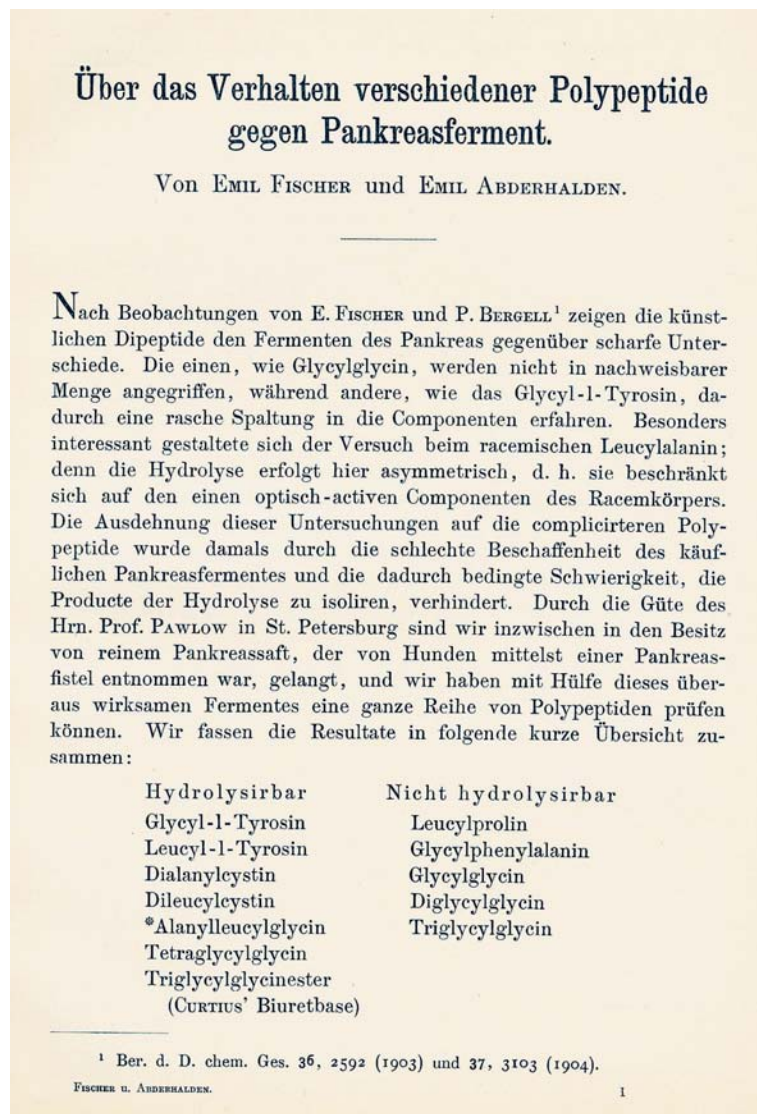 Über das Verhalten verschiedener Polypeptide
gegen Pankreasferment.
Von Emil Fischer und Emil Abderhalden.
Nach Beobachtungen von E. Fischer und P. Bergell¹ zeigen die künst-
lichen Dipeptide den Fermenten des Pankreas gegenüber scharfe Unter-
schiede. Die einen, wie Glycylglycin, werden nicht in nachweisbarer
Menge angegriffen, während andere, wie das Glycyl-l-Tyrosin, da-
durch eine rasche Spaltung in die Componenten erfahren. Besonders
interessant gestaltete sich der Versuch beim racemischen Leucylalanin;
denn die Hydrolyse erfolgt hier asymmetrisch, d. h. sie beschränkt
sich auf den einen optisch-activen Componenten des Racemkörpers.
Die Ausdehnung dieser Untersuchungen auf die complicirteren Poly-
peptide wurde damals durch die schlechte Beschaffenheit des käuf-
lichen Pankreasfermentes und die dadurch bedingte Schwierigkeit, die
Producte der Hydrolyse zu isoliren, verhindert. Durch die Güte des
Hrn. Prof. Pawlow in St. Petersburg sind wir inzwischen in den Besitz
von reinem Pankreassaft, der von Hunden mittelst einer Pankreas-
fistel entnommen war, gelangt, und wir haben mit Hülfe dieses über-
aus wirksamen Fermentes eine ganze Reihe von Polypeptiden prüfen
können. Wir fassen die Resultate in folgende kurze Übersicht zu-
sammen:
Hydrolysirbar
Glycyl-l-Tyrosin
Leucyl-l-Tyrosin
Dialanylcystin
Dileucylcystin
*Alanylleucylglycin
Tetraglycylglycin
Triglycylglycinester
(Curtius' Biuretbase)
Nicht hydrolysirbar
Leucylprolin
Glycylphenylalanin
Glycylglycin
Diglycylglycin
Triglycylglycin
¹ Ber. d. D. chem. Ges. 36, 2592 (1903) und 37, 3103 (1904).
Fischer u. Abderhalden.
1